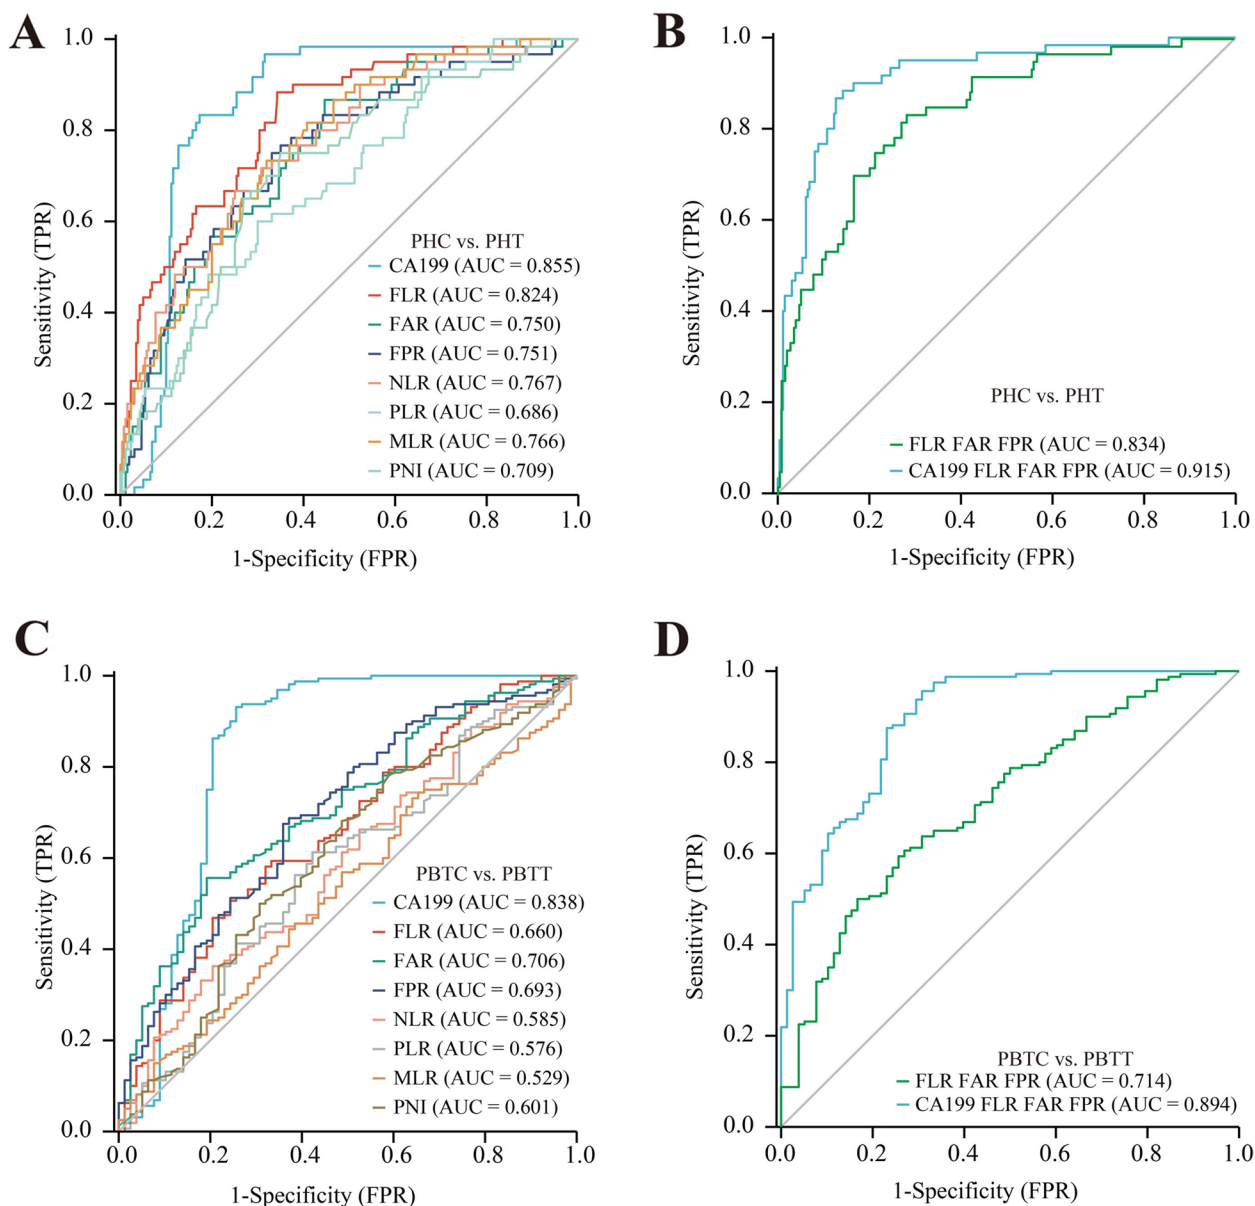 A
1.0
0.8
0.6
0.4
0.2
0.0
Sensitivity (TPR)
PHC vs. PHT
CA199 (AUC = 0.855)
FLR (AUC = 0.824)
FAR (AUC = 0.750)
FPR (AUC = 0.751)
NLR (AUC = 0.767)
PLR (AUC = 0.686)
MLR (AUC = 0.766)
PNI (AUC = 0.709)
0.0 0.2 0.4 0.6 0.8 1.0
1-Specificity (FPR)
B
1.0
0.8
0.6
0.4
0.2
0.0
Sensitivity (TPR)
PHC vs. PHT
FLR FAR FPR (AUC = 0.834)
CA199 FLR FAR FPR (AUC = 0.915)
0.0 0.2 0.4 0.6 0.8 1.0
1-Specificity (FPR)
C
1.0
0.8
0.6
0.4
0.2
0.0
Sensitivity (TPR)
PBTC vs. PBTT
CA199 (AUC = 0.838)
FLR (AUC = 0.660)
FAR (AUC = 0.706)
FPR (AUC = 0.693)
NLR (AUC = 0.585)
PLR (AUC = 0.576)
MLR (AUC = 0.529)
PNI (AUC = 0.601)
0.0 0.2 0.4 0.6 0.8 1.0
1-Specificity (FPR)
D
1.0
0.8
0.6
0.4
0.2
0.0
Sensitivity (TPR)
PBTC vs. PBTT
FLR FAR FPR (AUC = 0.714)
CA199 FLR FAR FPR (AUC = 0.894)
0.0 0.2 0.4 0.6 0.8 1.0
1-Specificity (FPR)